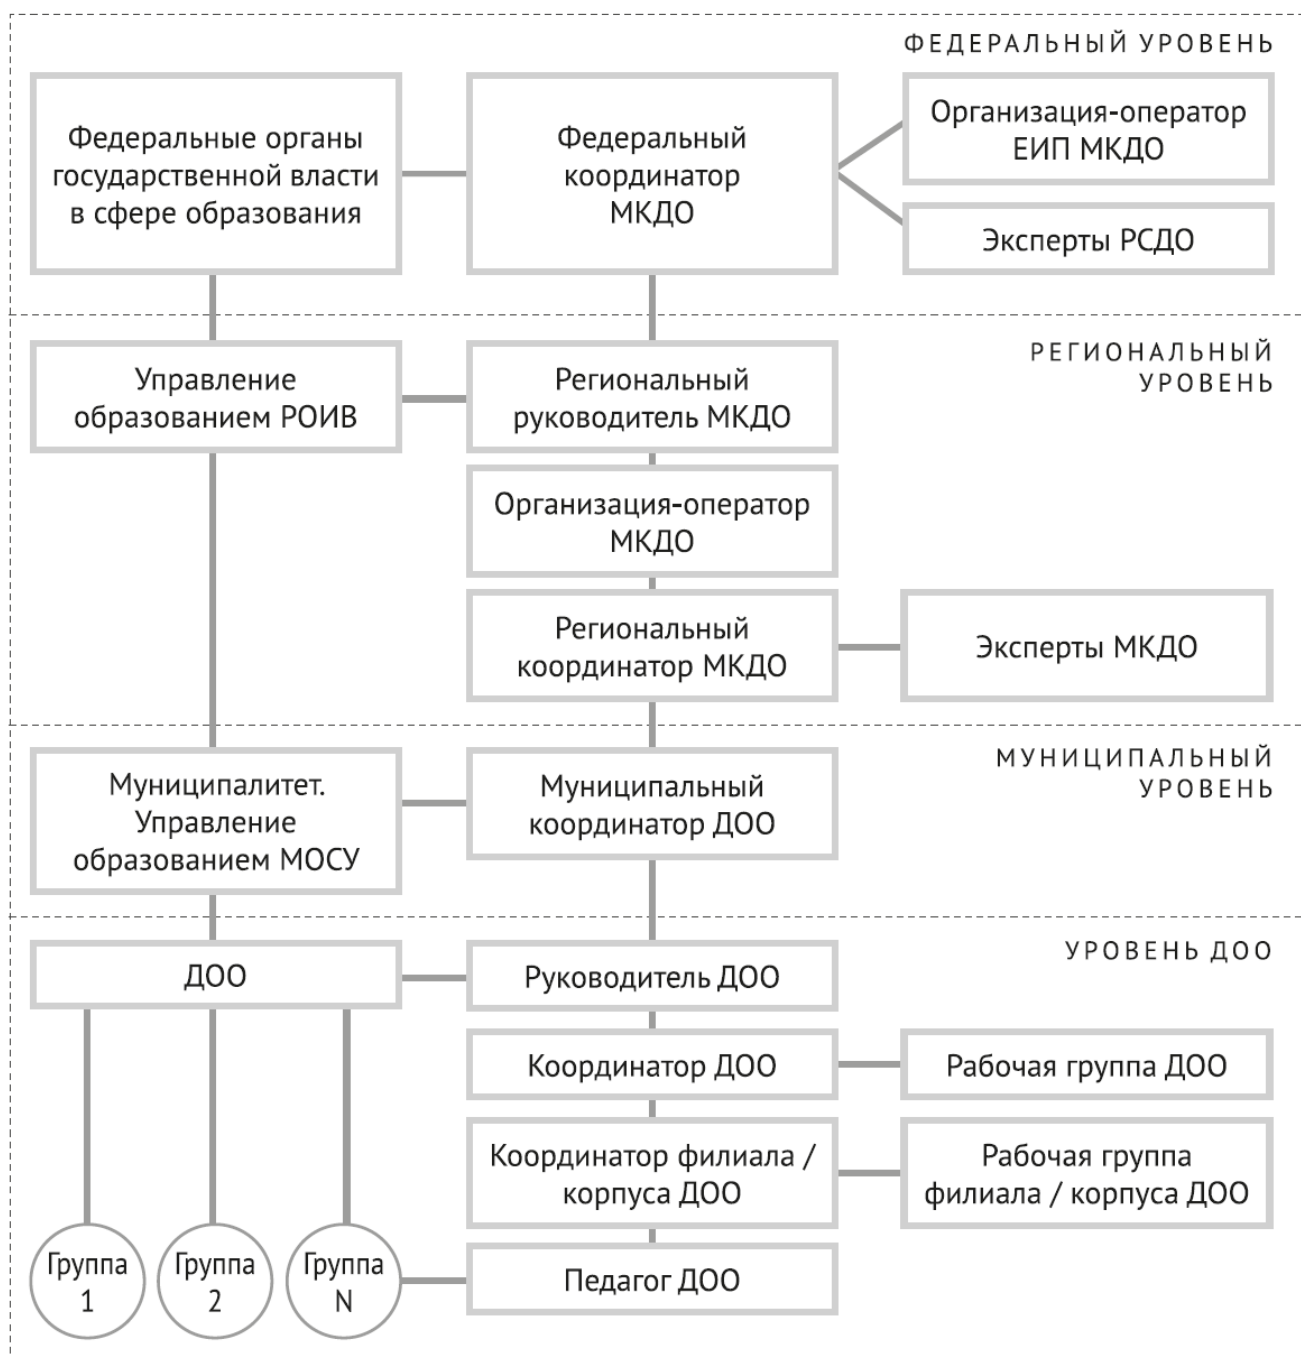 ФЕДЕРАЛЬНЫЙ УРОВЕНЬ
Федеральные органы
государственной власти
в сфере образования
Федеральный
координатор
МКДО
Организация-оператор
ЕИП МКДО
Эксперты РСДО
РЕГИОНАЛЬНЫЙ
УРОВЕНЬ
Управление
образованием РОИВ
Региональный
руководитель МКДО
Организация-оператор
МКДО
Региональный
координатор МКДО
Эксперты МКДО
МУНИЦИПАЛЬНЫЙ
УРОВЕНЬ
Муниципалитет.
Управление
образованием МОСУ
Муниципальный
координатор ДОО
УРОВЕНЬ ДОО
ДОО
Руководитель ДОО
Координатор ДОО
Рабочая группа ДОО
Координатор филиала /
корпуса ДОО
Рабочая группа
филиала / корпуса ДОО
Группа
1
Группа
2
Группа
N
Педагог ДОО